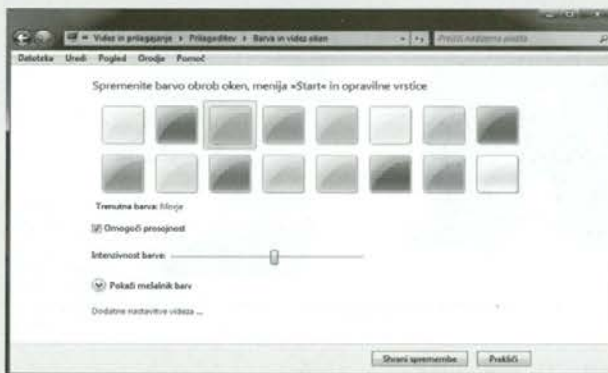 Videz in prilagajanje ▸ Prilagoditev ▸ Barva in videz oken
Datoteka Uredi Pogled Orodja Pomoč
Spremenite barvo obrob oken, menija »Start« in opravilne vrstice
Trenutna barva: Morje
Omogoči prosojnost
Intenzivnost barve:
Pokaži mešalnik barv
Dodatne nastavitve videza ...
Shrani spremembe Prekliči